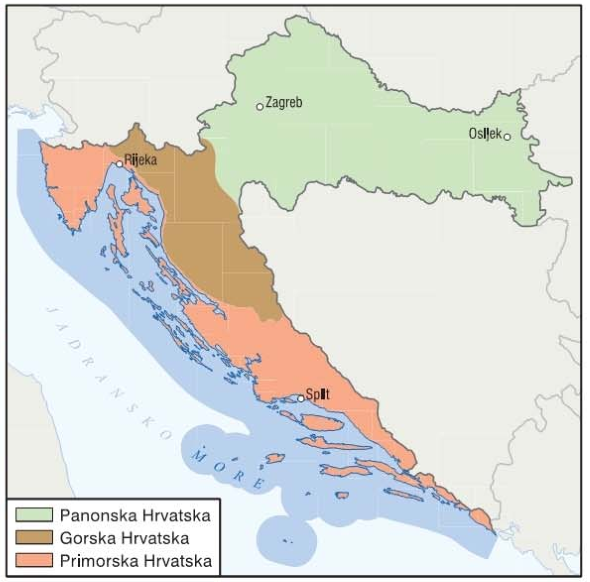 Zagreb
Osijek
Rijeka
JADRANSKO
MORE
Split
Panonska Hrvatska
Gorska Hrvatska
Primorska Hrvatska